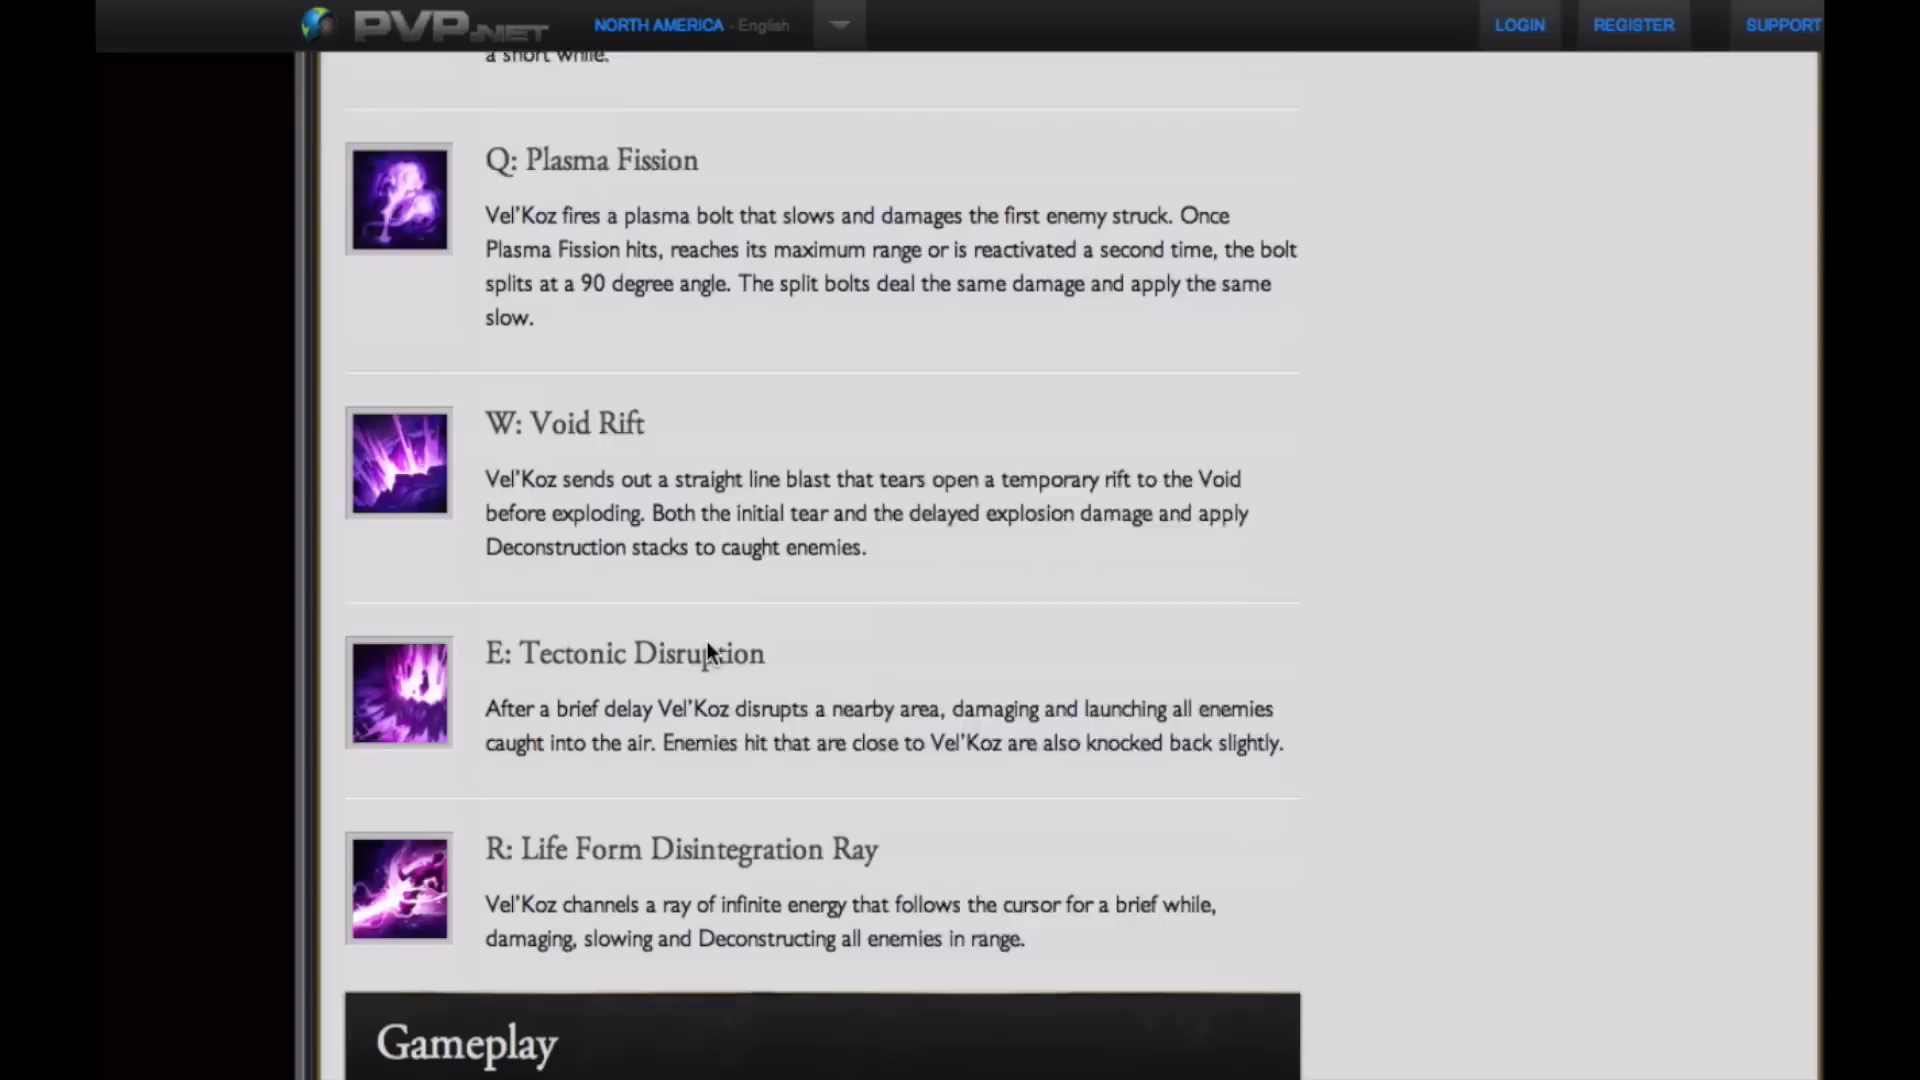 PVP.NET NORTH AMERICA - English LOGIN REGISTER SUPPORT
a short while.
Q: Plasma Fission
Vel'Koz fires a plasma bolt that slows and damages the first enemy struck. Once
Plasma Fission hits, reaches its maximum range or is reactivated a second time, the bolt
splits at a 90 degree angle. The split bolts deal the same damage and apply the same
slow.
W: Void Rift
Vel'Koz sends out a straight line blast that tears open a temporary rift to the Void
before exploding. Both the initial tear and the delayed explosion damage and apply
Deconstruction stacks to caught enemies.
E: Tectonic Disruption
After a brief delay Vel'Koz disrupts a nearby area, damaging and launching all enemies
caught into the air. Enemies hit that are close to Vel'Koz are also knocked back slightly.
R: Life Form Disintegration Ray
Vel'Koz channels a ray of infinite energy that follows the cursor for a brief while,
damaging, slowing and Deconstructing all enemies in range.
Gameplay